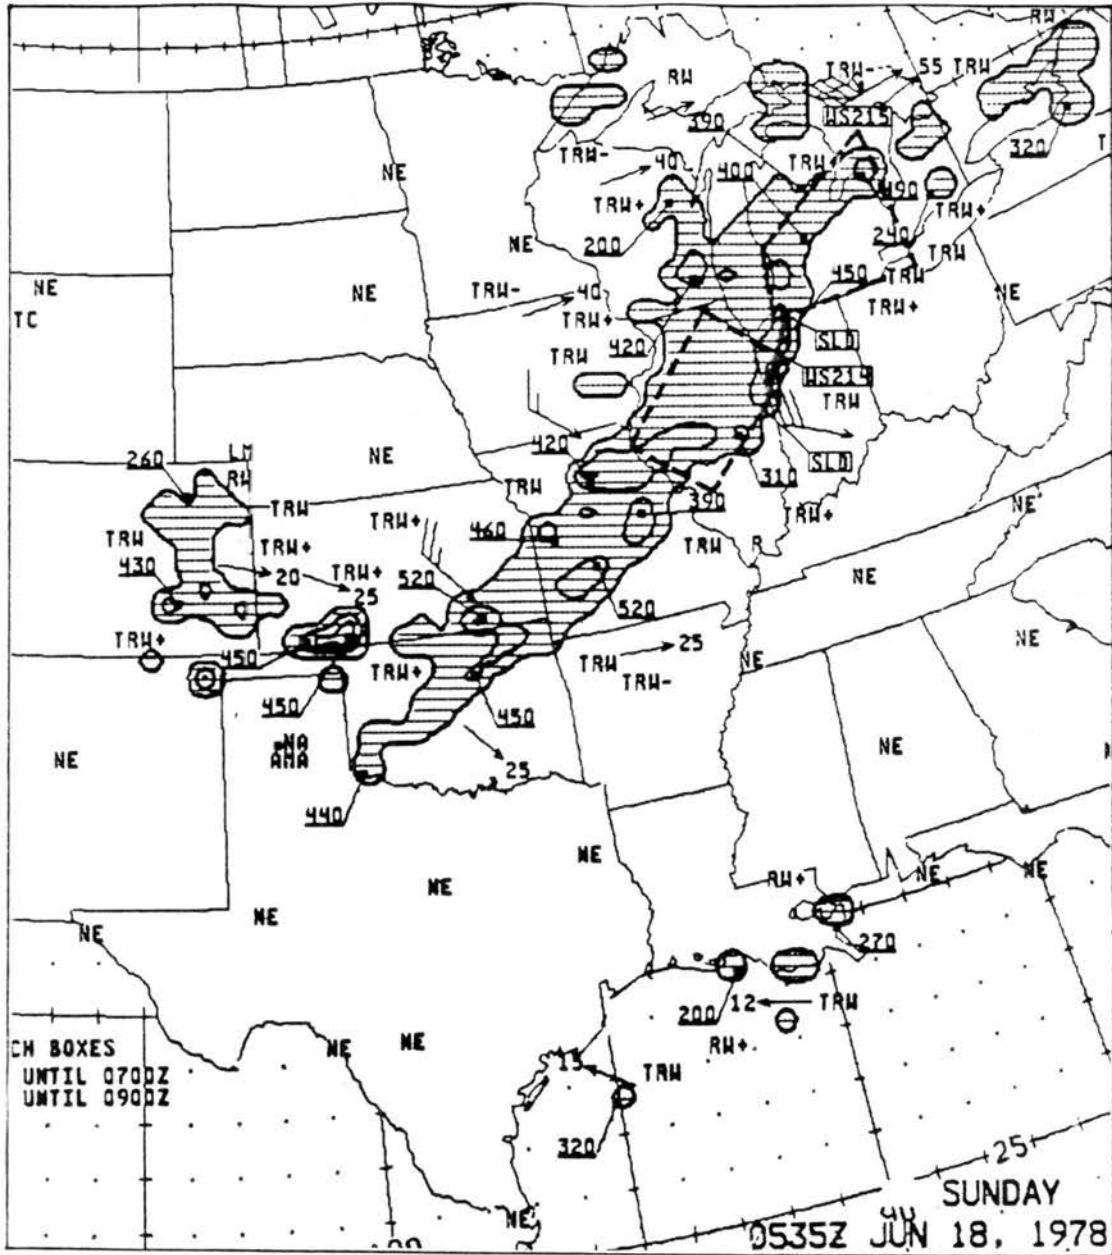 RW
RW
TRW-
55 TRW
390
WS215
320
T
TRW-
40
400
TRW
490
NE
TRW+
TRW+
200
NE
240
TRW
NE
TRW-
40
NE
450
TRW
TRW+
NE
TC
TRW+
420
SLD
TRW
WS214
TRW
420
SLD
310
260
LM
RW
NE
TRW
390
TRW
TRW+
460
TRW+
NE
TRW
TRW+
TRW
R
430
20
TRW+
25
520
520
NE
TRW+
450
TRW+
TRW
25
NE
NE
TRW-
450
450
NA
AMA
NE
NE
25
440
NE
NE
RW+
NE
NE
NE
NE
270
200
12
TRW
RW+
CH BOXES
UNTIL 0700Z
UNTIL 0900Z
NE
NE
15
TRW
320
25
NE
SUNDAY
0535Z JUN 18, 1978